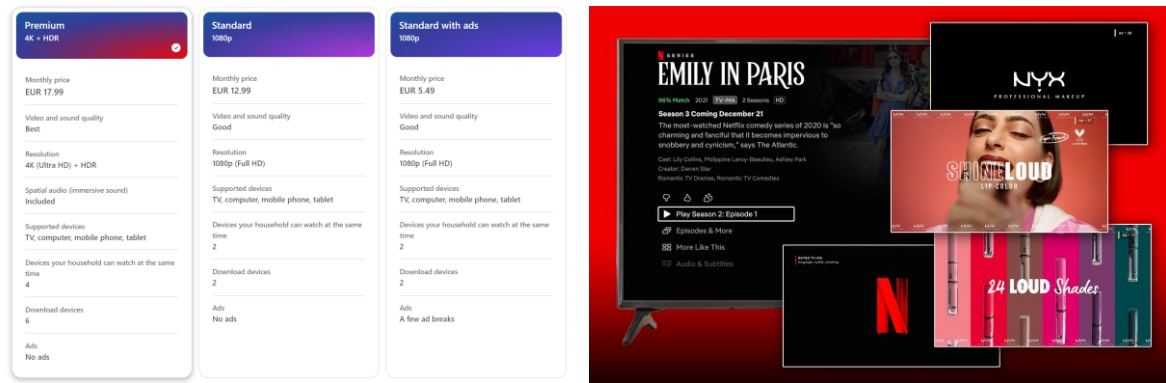 Premium
4K + HDR
Monthly price
EUR 17.99
Video and sound quality
Best
Resolution
4K (Ultra HD) + HDR
Spatial audio (immersive sound)
Included
Supported devices
TV, computer, mobile phone, tablet
Devices your household can watch at the same
time
4
Download devices
6
Ads
No ads
Standard
1080p
Monthly price
EUR 12.99
Video and sound quality
Good
Resolution
1080p (Full HD)
Supported devices
TV, computer, mobile phone, tablet
Devices your household can watch at the same
time
2
Download devices
2
Ads
No ads
Standard with ads
1080p
Monthly price
EUR 5.49
Video and sound quality
Good
Resolution
1080p (Full HD)
Supported devices
TV, computer, mobile phone, tablet
Devices your household can watch at the same
time
2
Download devices
2
Ads
A few ad breaks
N SERIES
EMILY IN PARIS
96% Match 2021 TV-MA 2 Seasons HD
Season 3 Coming December 21
The most-watched Netflix comedy series of 2020 is "so
charming and fanciful that it becomes impervious to
snobbery and cynicism," says The Atlantic.
Cast: Lily Collins, Philippine Leroy-Beaulieu, Ashley Park
Creator: Darren Star
Romantic TV Dramas, Romantic TV Comedies
Play Season 2: Episode 1
Episodes & More
More Like This
Audio & Subtitles
NYX
PROFESSIONAL MAKEUP
SHINE LOUD
LIP COLOR
24 LOUD Shades
RATED TV-MA
N